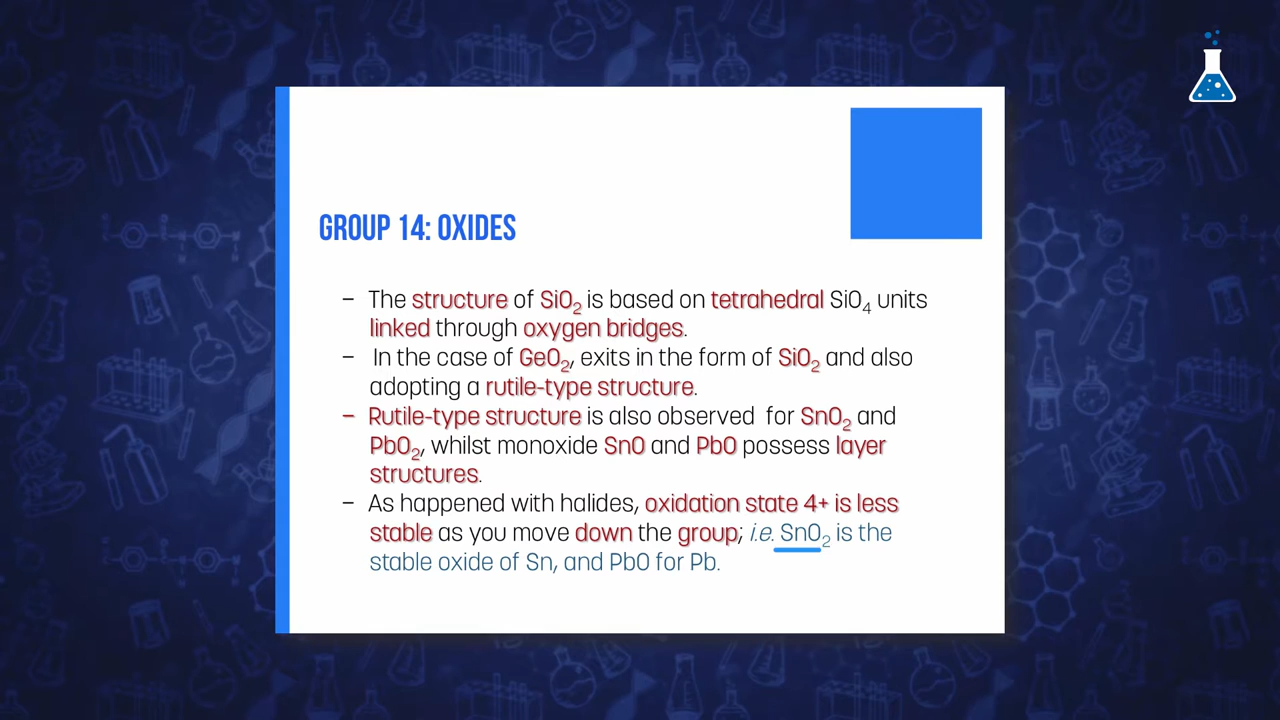 GROUP 14: OXIDES
– The structure of SiO₂ is based on tetrahedral SiO₄ units
linked through oxygen bridges.
– In the case of GeO₂, exits in the form of SiO₂ and also
adopting a rutile-type structure.
– Rutile-type structure is also observed for SnO₂ and
PbO₂, whilst monoxide SnO and PbO possess layer
structures.
– As happened with halides, oxidation state 4+ is less
stable as you move down the group; i.e. SnO₂ is the
stable oxide of Sn, and PbO for Pb.